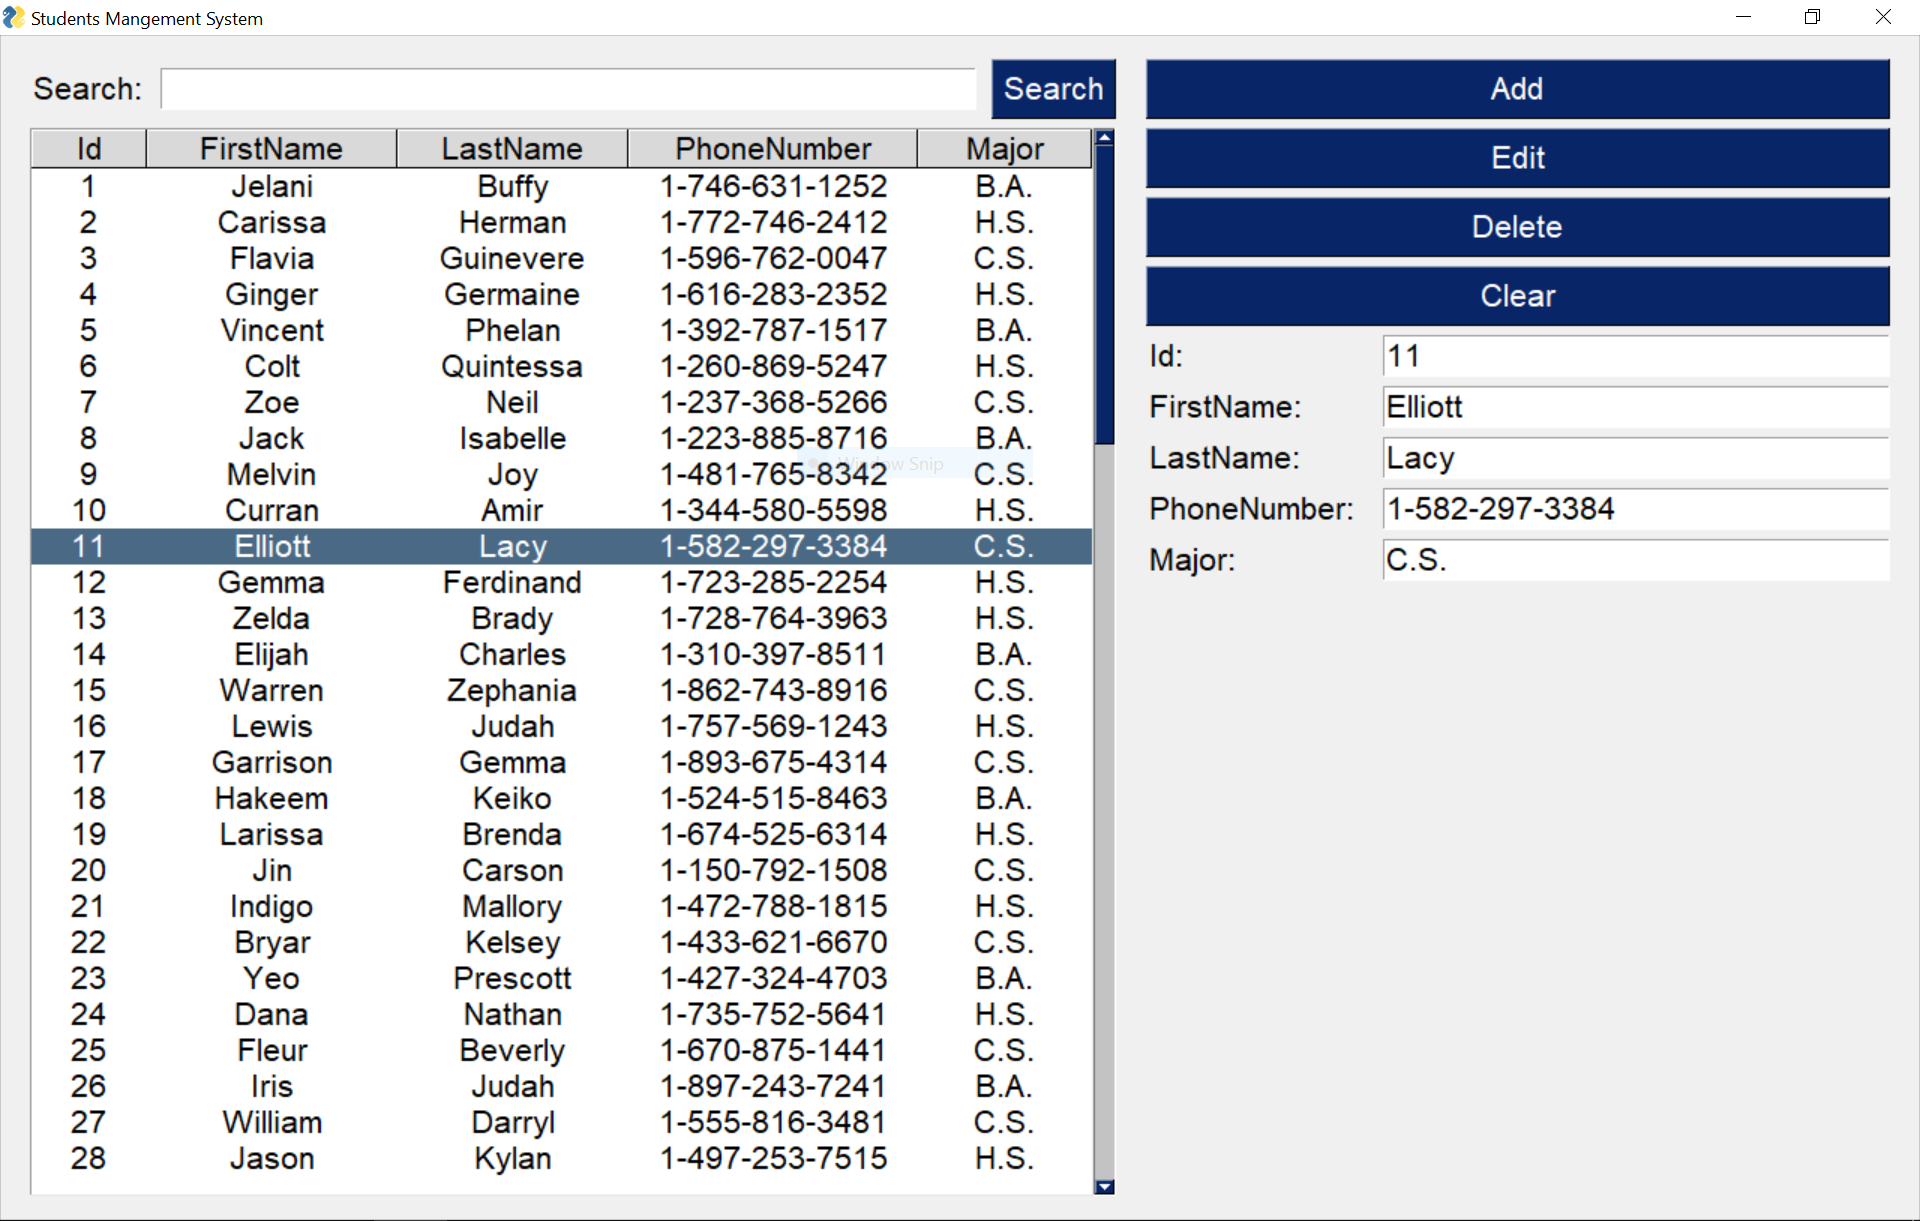 Students Mangement System
Search: Search
Id FirstName LastName PhoneNumber Major
1 Jelani Buffy 1-746-631-1252 B.A.
2 Carissa Herman 1-772-746-2412 H.S.
3 Flavia Guinevere 1-596-762-0047 C.S.
4 Ginger Germaine 1-616-283-2352 H.S.
5 Vincent Phelan 1-392-787-1517 B.A.
6 Colt Quintessa 1-260-869-5247 H.S.
7 Zoe Neil 1-237-368-5266 C.S.
8 Jack Isabelle 1-223-885-8716 B.A.
Window Snip
9 Melvin Joy 1-481-765-8342 C.S.
10 Curran Amir 1-344-580-5598 H.S.
11 Elliott Lacy 1-582-297-3384 C.S.
12 Gemma Ferdinand 1-723-285-2254 H.S.
13 Zelda Brady 1-728-764-3963 H.S.
14 Elijah Charles 1-310-397-8511 B.A.
15 Warren Zephania 1-862-743-8916 C.S.
16 Lewis Judah 1-757-569-1243 H.S.
17 Garrison Gemma 1-893-675-4314 C.S.
18 Hakeem Keiko 1-524-515-8463 B.A.
19 Larissa Brenda 1-674-525-6314 H.S.
20 Jin Carson 1-150-792-1508 C.S.
21 Indigo Mallory 1-472-788-1815 H.S.
22 Bryar Kelsey 1-433-621-6670 C.S.
23 Yeo Prescott 1-427-324-4703 B.A.
24 Dana Nathan 1-735-752-5641 H.S.
25 Fleur Beverly 1-670-875-1441 C.S.
26 Iris Judah 1-897-243-7241 B.A.
27 William Darryl 1-555-816-3481 C.S.
28 Jason Kylan 1-497-253-7515 H.S.
Add
Edit
Delete
Clear
Id: 11
FirstName: Elliott
LastName: Lacy
PhoneNumber: 1-582-297-3384
Major: C.S.